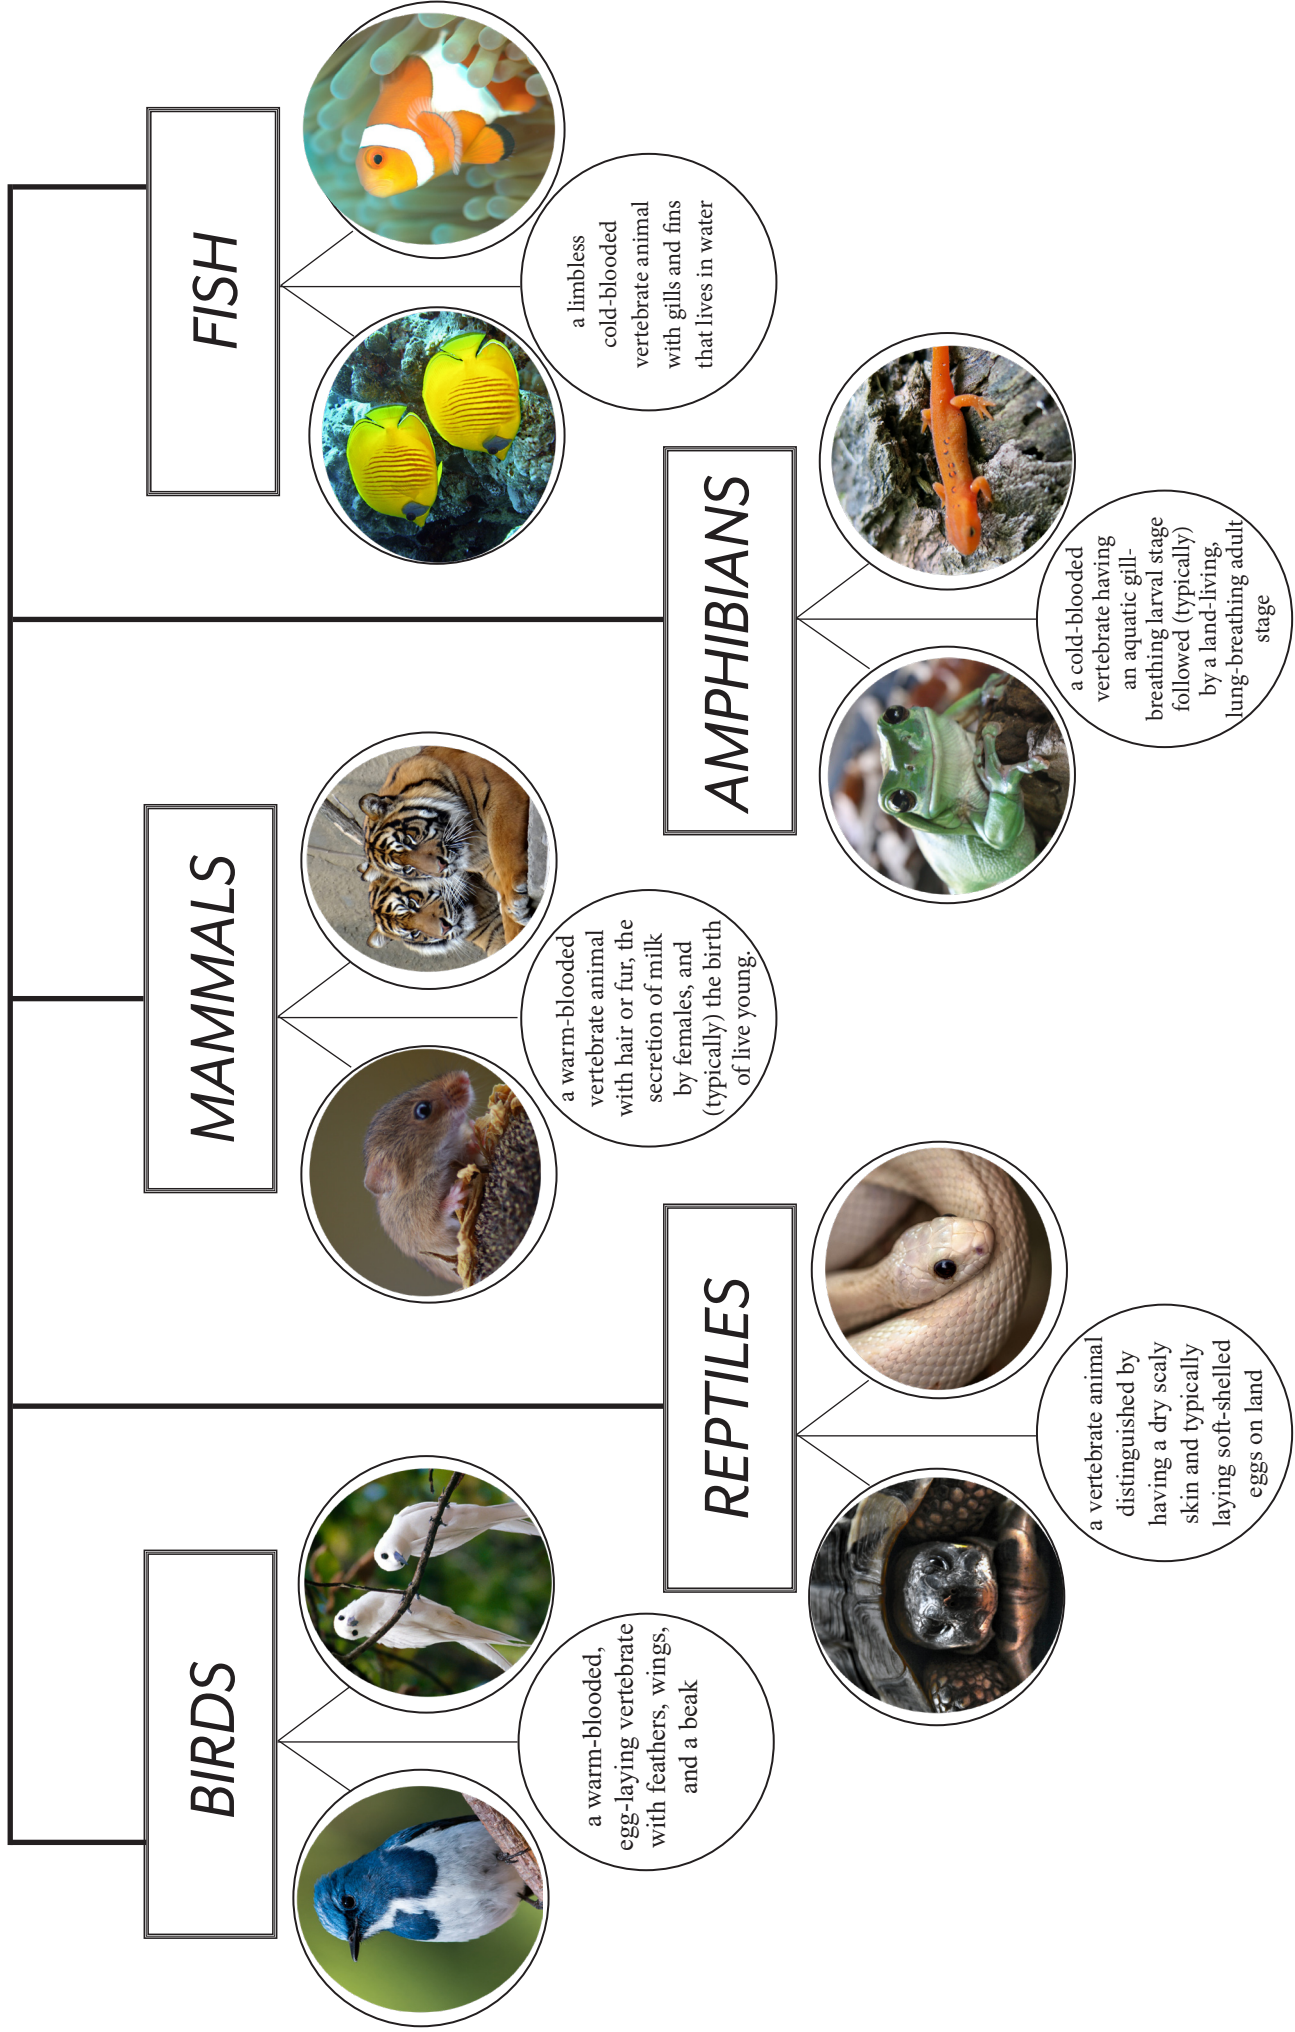 BIRDS
a warm-blooded,
egg-laying vertebrate
with feathers, wings,
and a beak
REPTILES
a vertebrate animal
distinguished by
having a dry scaly
skin and typically
laying soft-shelled
eggs on land
MAMMALS
a warm-blooded
vertebrate animal
with hair or fur, the
secretion of milk
by females, and
(typically) the birth
of live young.
AMPHIBIANS
a cold-blooded
vertebrate having
an aquatic gill-
breathing larval stage
followed (typically)
by a land-living,
lung-breathing adult
stage
FISH
a limbless
cold-blooded
vertebrate animal
with gills and fins
that lives in water